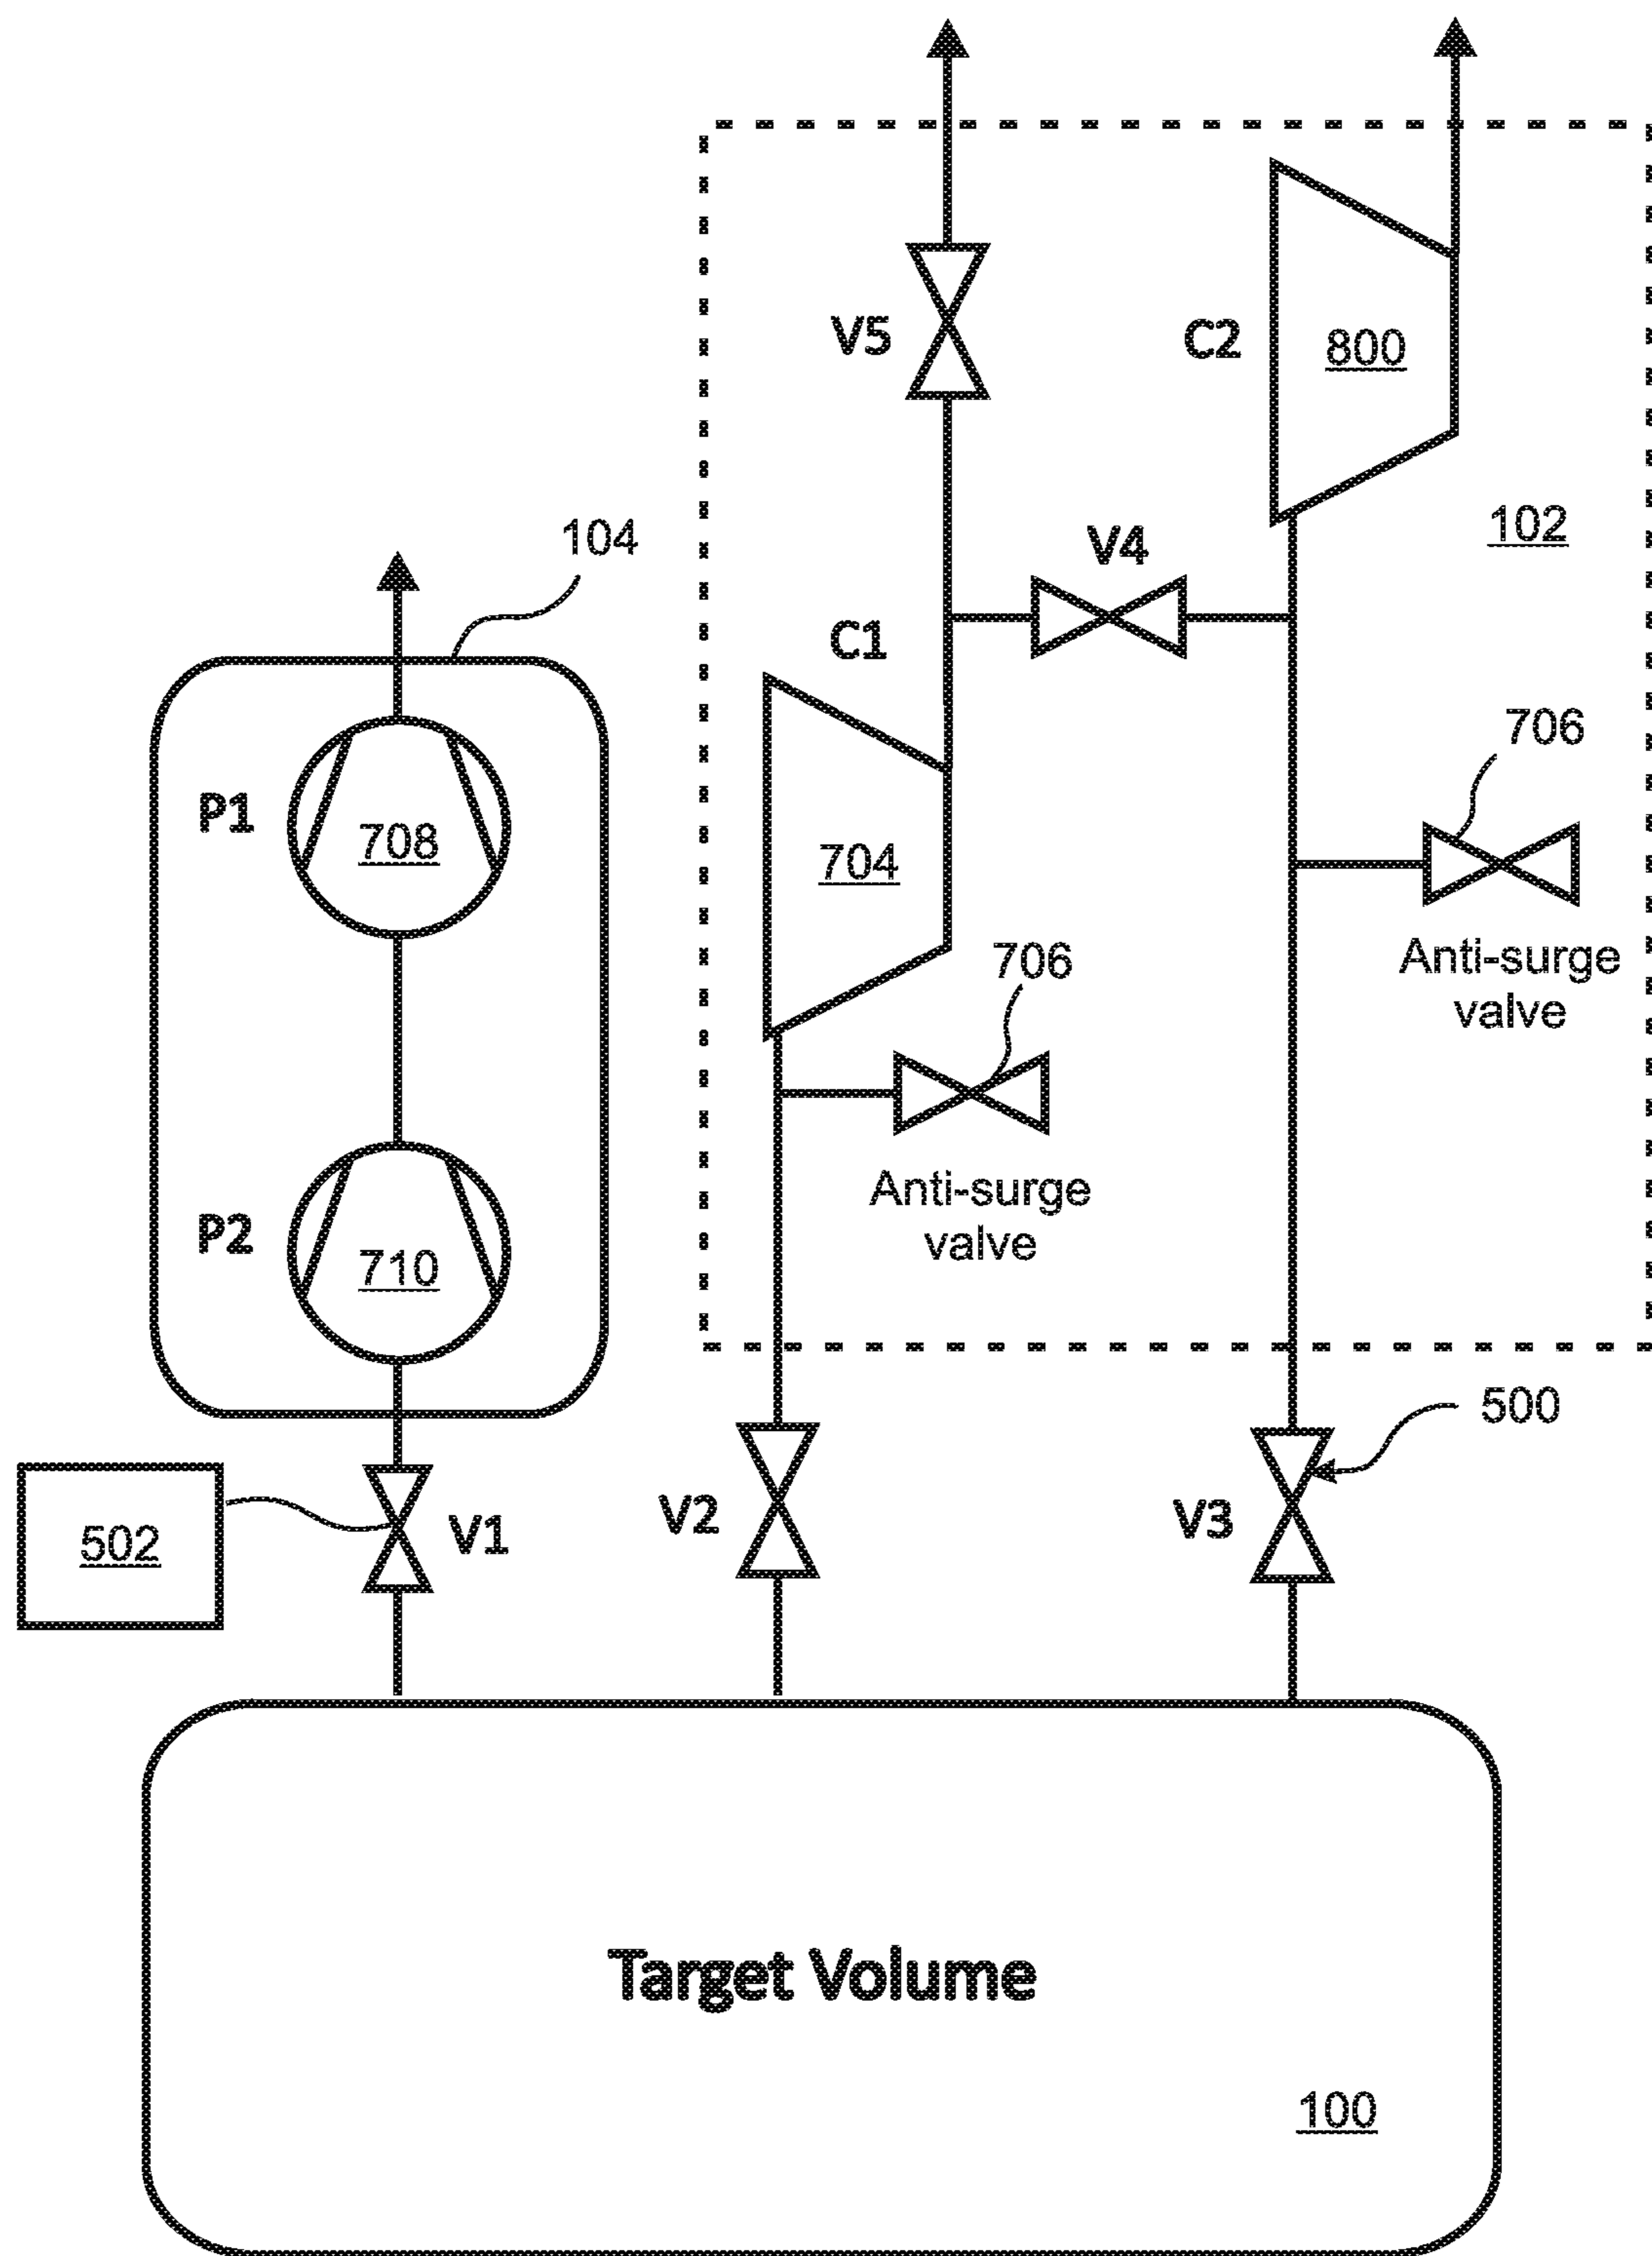 V5
C2
800
104
V4
102
C1
P1
708
704
706
706
Anti-surge
valve
Anti-surge
valve
P2
710
500
502
V1
V2
V3
Target Volume
100